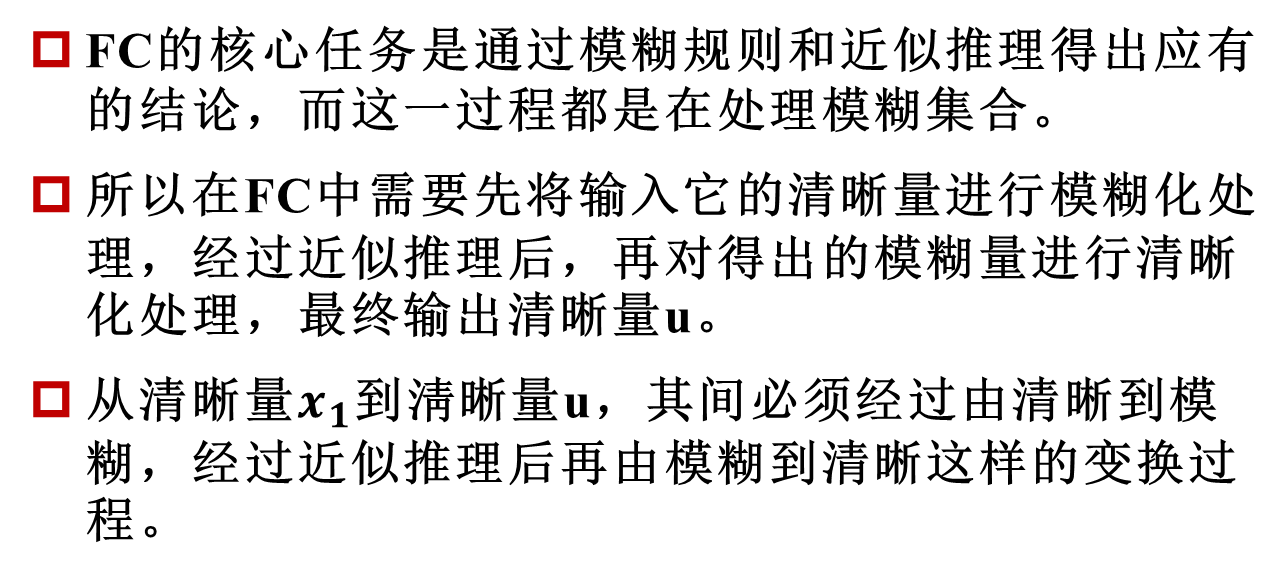 FC的核心任务是通过模糊规则和近似推理得出应有
的结论，而这一过程都是在处理模糊集合。
所以在FC中需要先将输入它的清晰量进行模糊化处
理，经过近似推理后，再对得出的模糊量进行清晰
化处理，最终输出清晰量u。
从清晰量x₁到淸晰量u，其间必须经过由清晰到模
糊，经过近似推理后再由模糊到清晰这样的变换过
程。